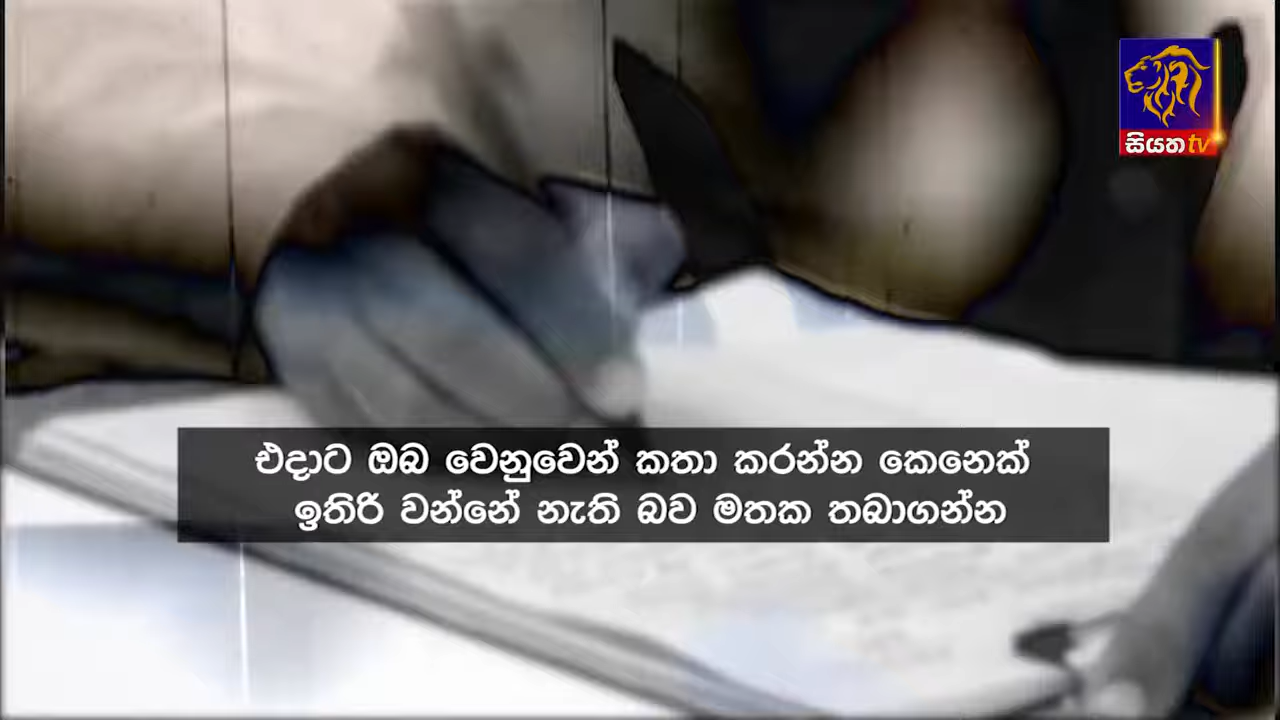 සියත tv
එදාට ඔබ වෙනුවෙන් කතා කරන්න කෙනෙක්
ඉතිරි වන්නේ නැති බව මතක තබාගන්න